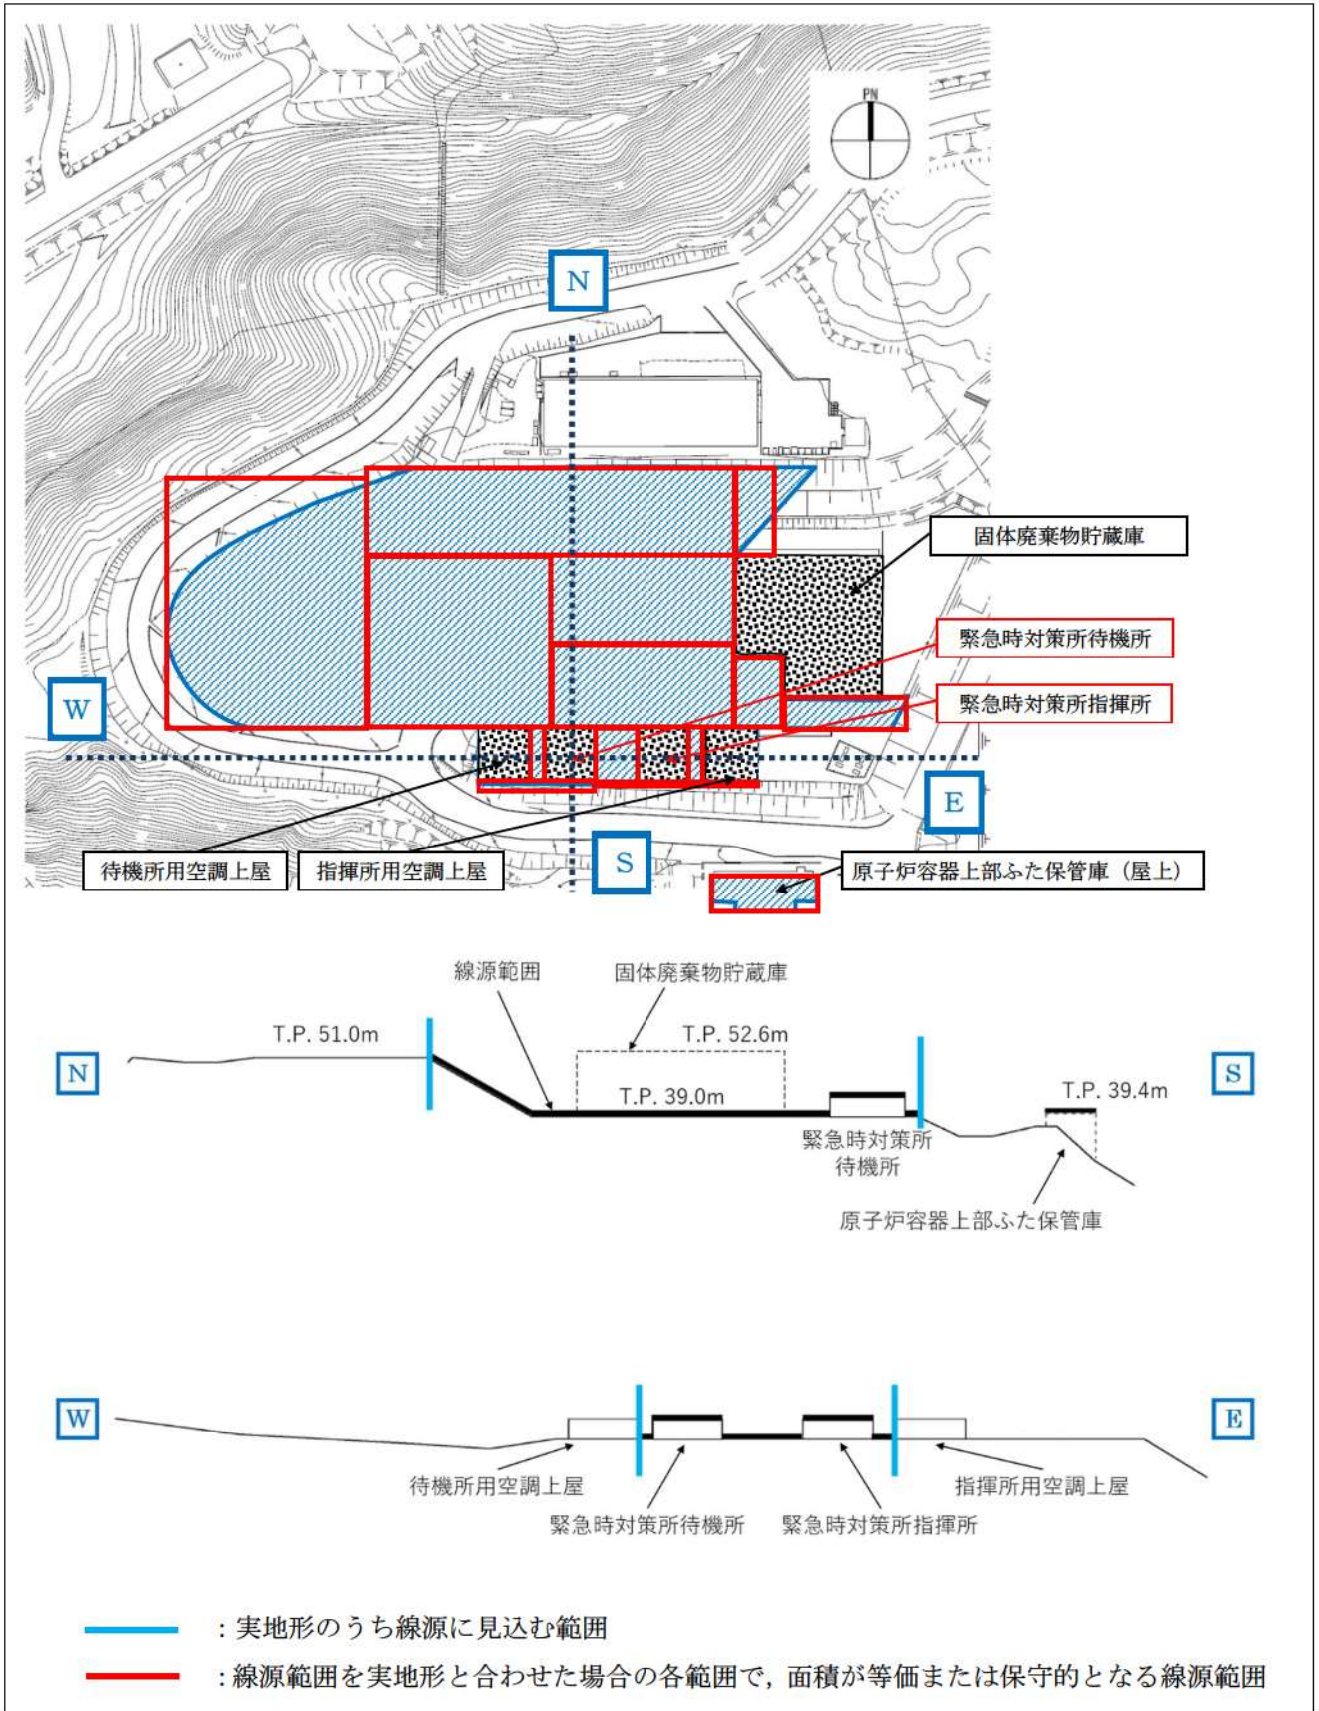 PN
N
固体廃棄物貯蔵庫
緊急時対策所待機所
緊急時対策所指揮所
W
E
S
待機所用空調上屋
指揮所用空調上屋
原子炉容器上部ふた保管庫（屋上）
線源範囲
固体廃棄物貯蔵庫
T.P. 51.0m
T.P. 52.6m
N
S
T.P. 39.0m
T.P. 39.4m
緊急時対策所
待機所
原子炉容器上部ふた保管庫
W
E
待機所用空調上屋
指揮所用空調上屋
緊急時対策所待機所
緊急時対策所指揮所
：実地形のうち線源に見込む範囲
：線源範囲を実地形と合わせた場合の各範囲で，面積が等価または保守的となる線源範囲